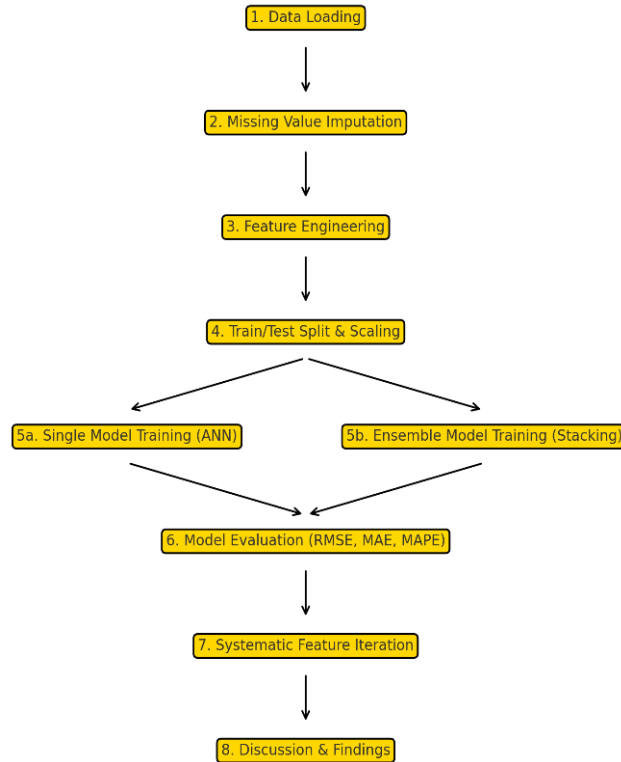 1. Data Loading
2. Missing Value Imputation
3. Feature Engineering
4. Train/Test Split & Scaling
5a. Single Model Training (ANN)
5b. Ensemble Model Training (Stacking)
6. Model Evaluation (RMSE, MAE, MAPE)
7. Systematic Feature Iteration
8. Discussion & Findings